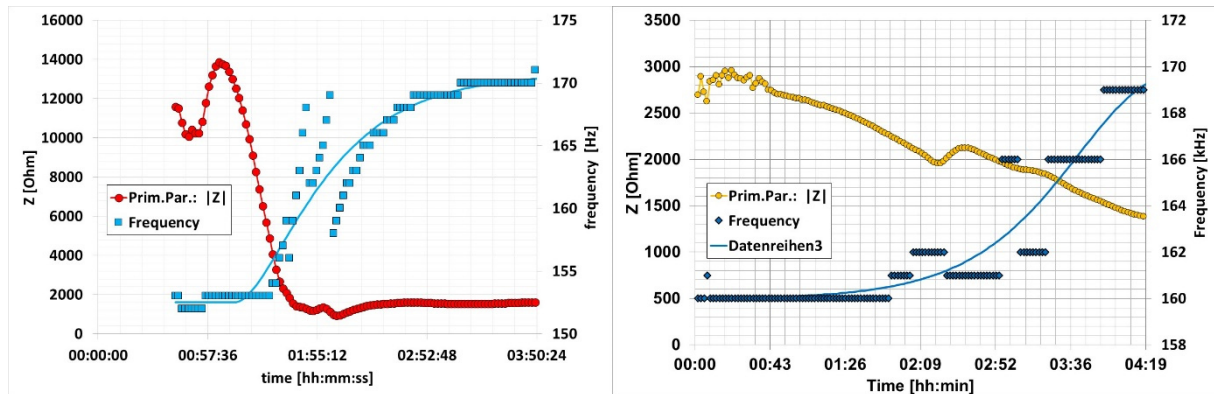 16000
14000
12000
10000
8000
6000
4000
2000
0
Z [Ohm]
Prim.Par.: |Z|
Frequency
175
170
165
160
155
150
frequency [Hz]
00:00:00 00:57:36 01:55:12 02:52:48 03:50:24
time [hh:mm:ss]
3500
3000
2500
2000
1500
1000
500
0
Z [Ohm]
Prim.Par.: |Z|
Frequency
Datenreihen3
172
170
168
166
164
162
160
158
Frequency [kHz]
00:00 00:43 01:26 02:09 02:52 03:36 04:19
Time [hh:min]